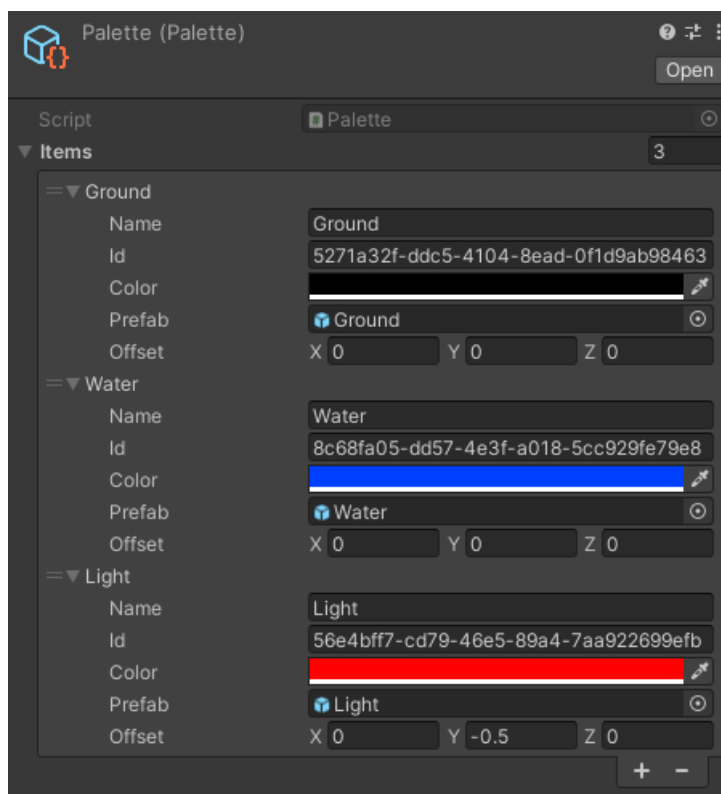 Palette (Palette)
Open
Script Palette
Items 3
Ground
Name Ground
Id 5271a32f-ddc5-4104-8ead-0f1d9ab98463
Color
Prefab Ground
Offset X 0 Y 0 Z 0
Water
Name Water
Id 8c68fa05-dd57-4e3f-a018-5cc929fe79e8
Color
Prefab Water
Offset X 0 Y 0 Z 0
Light
Name Light
Id 56e4bff7-cd79-46e5-89a4-7aa922699efb
Color
Prefab Light
Offset X 0 Y -0.5 Z 0